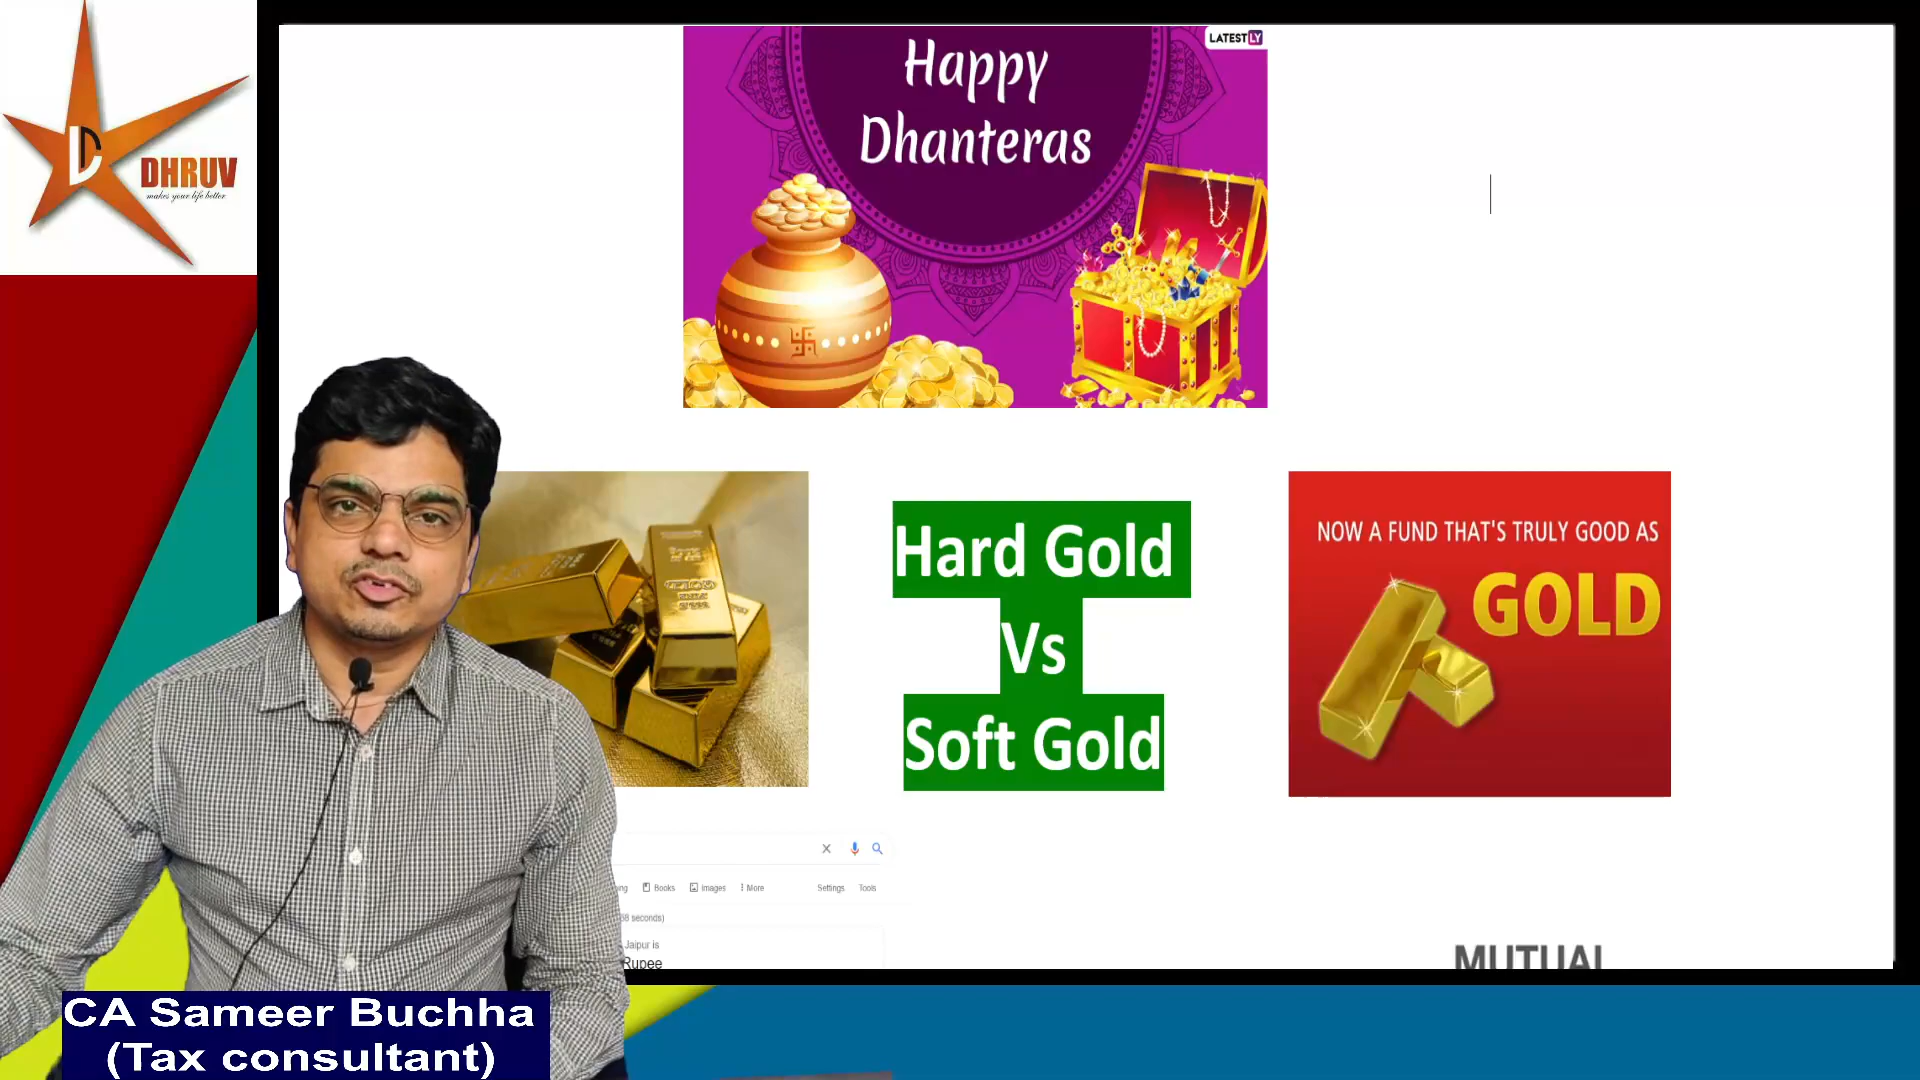 LATESTLY
Happy
Dhanteras
D
DHRUV
makes your life better
Hard Gold
Vs
Soft Gold
NOW A FUND THAT'S TRULY GOOD AS
GOLD
Books
Images
More
Settings
Tools
seconds)
Jaipur is
Rupee
MUTUAL
CA Sameer Buchha
(Tax consultant)